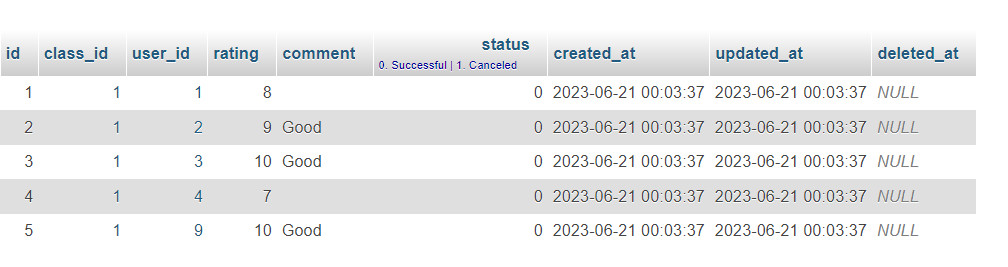 id class_id user_id rating comment status created_at updated_at deleted_at
0. Successful | 1. Canceled
1 1 1 8 0 2023-06-21 00:03:37 2023-06-21 00:03:37 NULL
2 1 2 9 Good 0 2023-06-21 00:03:37 2023-06-21 00:03:37 NULL
3 1 3 10 Good 0 2023-06-21 00:03:37 2023-06-21 00:03:37 NULL
4 1 4 7 0 2023-06-21 00:03:37 2023-06-21 00:03:37 NULL
5 1 9 10 Good 0 2023-06-21 00:03:37 2023-06-21 00:03:37 NULL